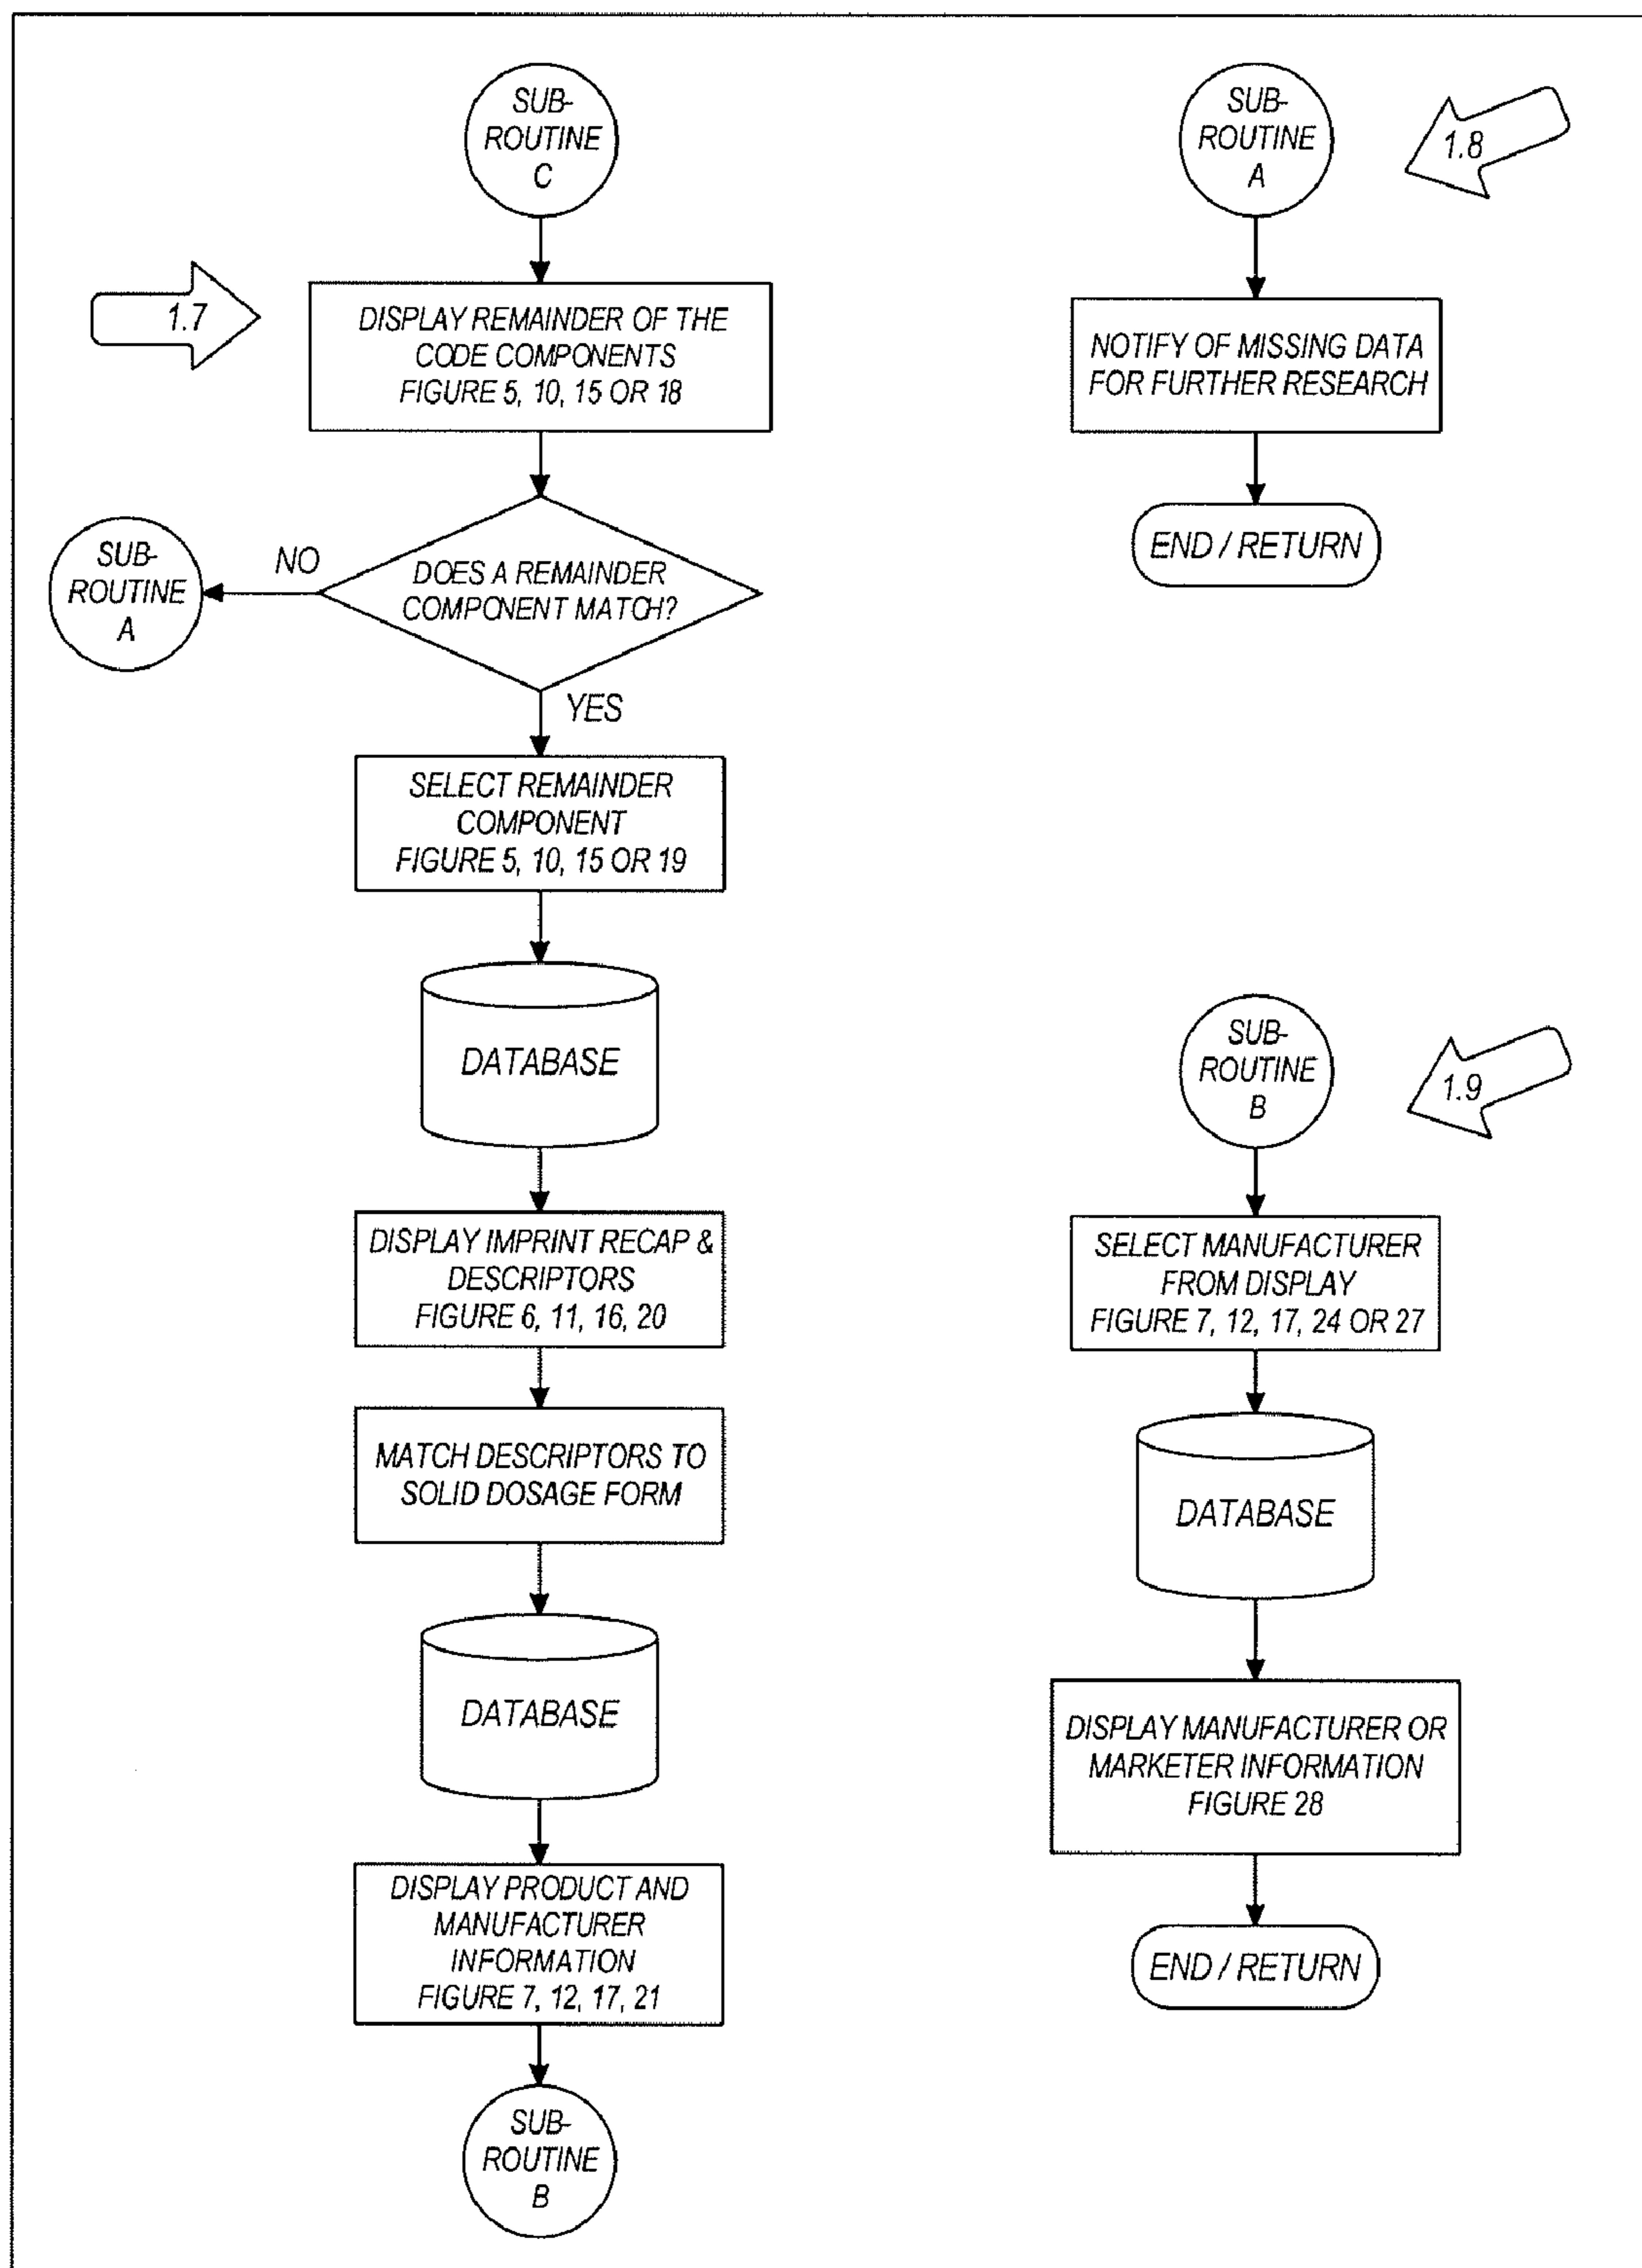 SUB-
ROUTINE
C
1.7
DISPLAY REMAINDER OF THE
CODE COMPONENTS
FIGURE 5, 10, 15 OR 18
DOES A REMAINDER
COMPONENT MATCH?
NO
SUB-
ROUTINE
A
YES
SELECT REMAINDER
COMPONENT
FIGURE 5, 10, 15 OR 19
DATABASE
DISPLAY IMPRINT RECAP &
DESCRIPTORS
FIGURE 6, 11, 16, 20
MATCH DESCRIPTORS TO
SOLID DOSAGE FORM
DATABASE
DISPLAY PRODUCT AND
MANUFACTURER
INFORMATION
FIGURE 7, 12, 17, 21
SUB-
ROUTINE
B
SUB-
ROUTINE
A
1.8
NOTIFY OF MISSING DATA
FOR FURTHER RESEARCH
END / RETURN
SUB-
ROUTINE
B
1.9
SELECT MANUFACTURER
FROM DISPLAY
FIGURE 7, 12, 17, 24 OR 27
DATABASE
DISPLAY MANUFACTURER OR
MARKETER INFORMATION
FIGURE 28
END / RETURN